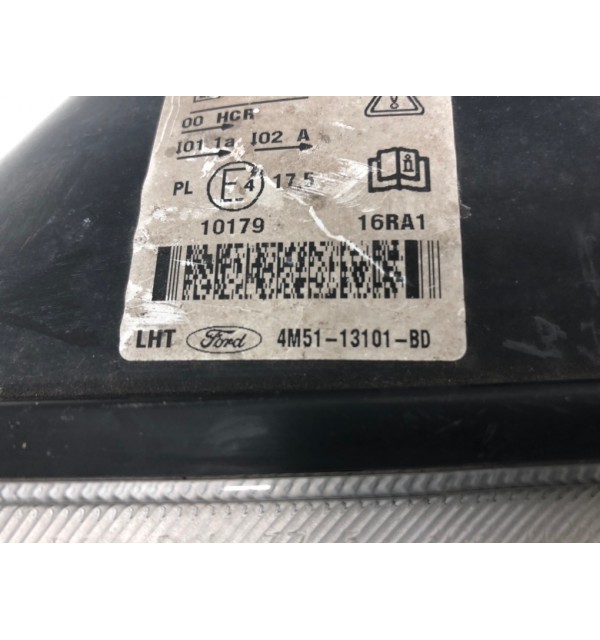 00 HCR
I01 1a I02 A
PL E4 17.5
10179 16RA1
LHT Ford 4M51-13101-BD